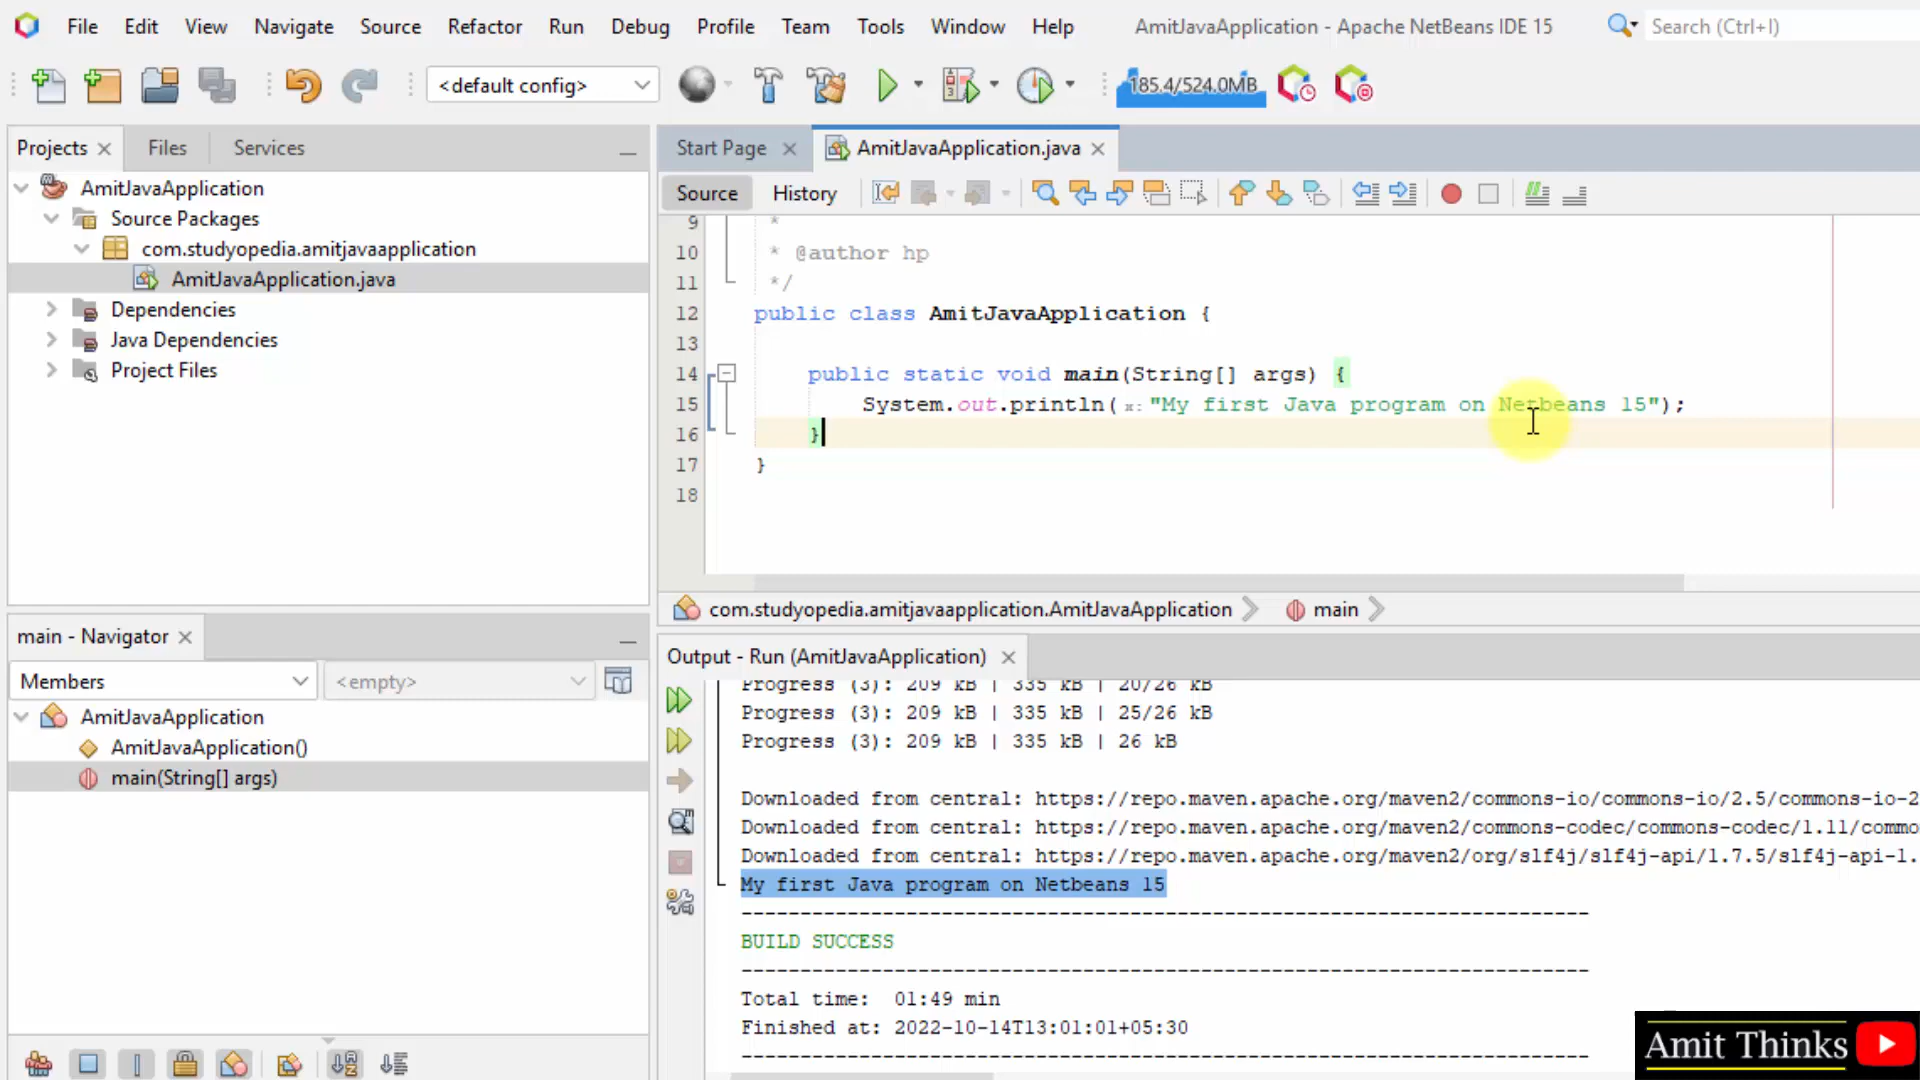 File Edit View Navigate Source Refactor Run Debug Profile Team Tools Window Help AmitJavaApplication - Apache NetBeans IDE 15 Search (Ctrl+I)
<default config> 185.4/524.0MB
Projects Files Services
AmitJavaApplication
Source Packages
com.studyopedia.amitjavaapplication
AmitJavaApplication.java
Dependencies
Java Dependencies
Project Files
Start Page AmitJavaApplication.java
Source History
9 *
10 * @author hp
11 */
12 public class AmitJavaApplication {
13
14 public static void main(String[] args) {
15 System.out.println( x: "My first Java program on Netbeans 15");
16 }
17 }
18
com.studyopedia.amitjavaapplication.AmitJavaApplication main
main - Navigator
Members <empty>
AmitJavaApplication
AmitJavaApplication()
main(String[] args)
Output - Run (AmitJavaApplication)
Progress (3): 209 kB | 335 kB | 20/26 kB
Progress (3): 209 kB | 335 kB | 25/26 kB
Progress (3): 209 kB | 335 kB | 26 kB
Downloaded from central: https://repo.maven.apache.org/maven2/commons-io/commons-io/2.5/commons-io-2
Downloaded from central: https://repo.maven.apache.org/maven2/commons-codec/commons-codec/1.11/commo
Downloaded from central: https://repo.maven.apache.org/maven2/org/slf4j/slf4j-api/1.7.5/slf4j-api-1.
My first Java program on Netbeans 15
------------------------------------------------------------------------
BUILD SUCCESS
------------------------------------------------------------------------
Total time:  01:49 min
Finished at: 2022-10-14T13:01:01+05:30
------------------------------------------------------------------------
Amit Thinks